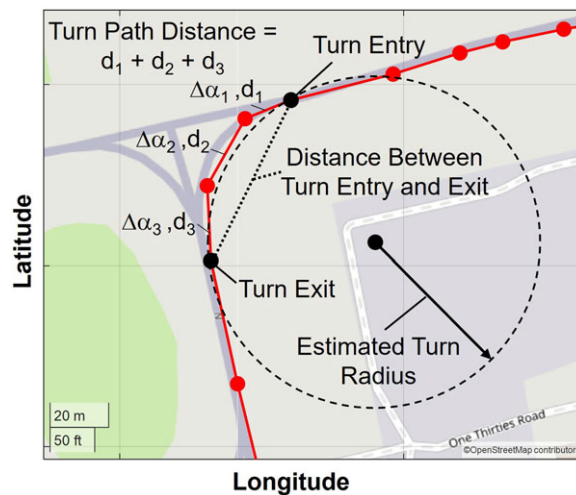 Turn Path Distance =
d₁ + d₂ + d₃
Turn Entry
Δα₁,d₁
Δα₂,d₂
Distance Between
Turn Entry and Exit
Δα₃,d₃
Turn Exit
Estimated Turn
Radius
Latitude
20 m
50 ft
One Thirties Road
©OpenStreetMap contributor
Longitude